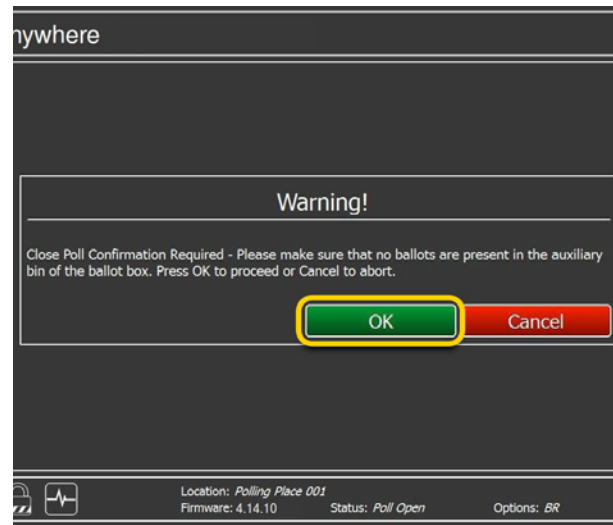 nywhere
Warning!
Close Poll Confirmation Required - Please make sure that no ballots are present in the auxiliary
bin of the ballot box. Press OK to proceed or Cancel to abort.
OK Cancel
Location: Polling Place 001
Firmware: 4.14.10 Status: Poll Open Options: BR